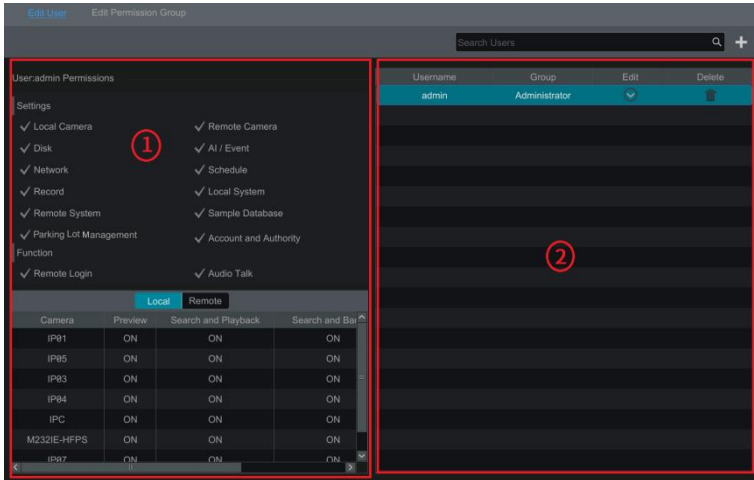 Edit User Edit Permission Group
Search Users
User:admin Permissions
Settings
Local Camera Remote Camera
Disk AI / Event
Network Schedule
Record Local System
Remote System Sample Database
Parking Lot Management Account and Authority
Function
Remote Login Audio Talk
1
Local Remote
Camera Preview Search and Playback Search and Ba
IP01 ON ON ON
IP05 ON ON ON
IP03 ON ON ON
IP04 ON ON ON
IPC ON ON ON
M232IE-HFPS ON ON ON
IP07 ON ON ON
Username Group Edit Delete
admin Administrator
2